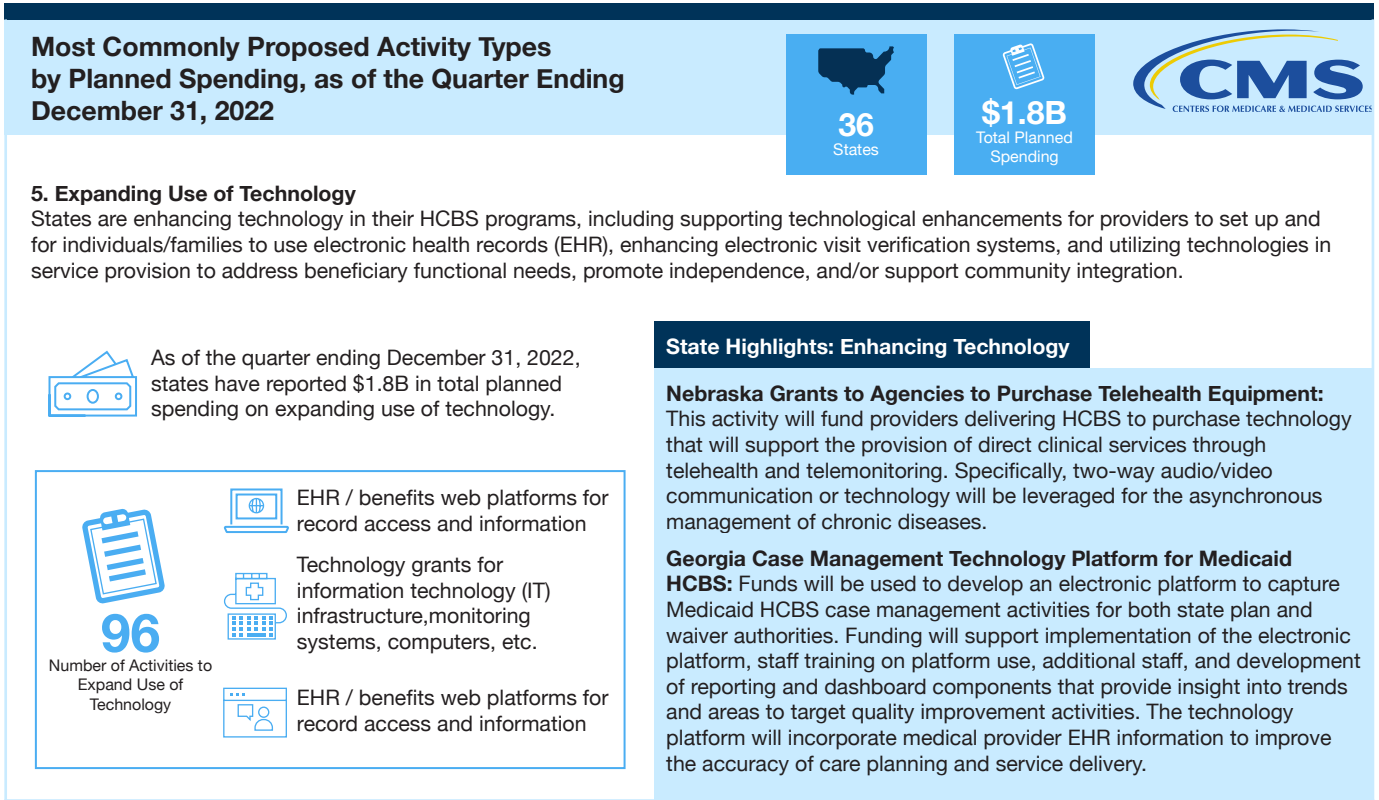 Most Commonly Proposed Activity Types
by Planned Spending, as of the Quarter Ending
December 31, 2022
36
States
$1.8B
Total Planned
Spending
CMS
CENTERS FOR MEDICARE & MEDICAID SERVICES
5. Expanding Use of Technology
States are enhancing technology in their HCBS programs, including supporting technological enhancements for providers to set up and
for individuals/families to use electronic health records (EHR), enhancing electronic visit verification systems, and utilizing technologies in
service provision to address beneficiary functional needs, promote independence, and/or support community integration.
As of the quarter ending December 31, 2022,
states have reported $1.8B in total planned
spending on expanding use of technology.
96
Number of Activities to
Expand Use of
Technology
EHR / benefits web platforms for
record access and information
Technology grants for
information technology (IT)
infrastructure,monitoring
systems, computers, etc.
EHR / benefits web platforms for
record access and information
State Highlights: Enhancing Technology
Nebraska Grants to Agencies to Purchase Telehealth Equipment:
This activity will fund providers delivering HCBS to purchase technology
that will support the provision of direct clinical services through
telehealth and telemonitoring. Specifically, two-way audio/video
communication or technology will be leveraged for the asynchronous
management of chronic diseases.
Georgia Case Management Technology Platform for Medicaid
HCBS: Funds will be used to develop an electronic platform to capture
Medicaid HCBS case management activities for both state plan and
waiver authorities. Funding will support implementation of the electronic
platform, staff training on platform use, additional staff, and development
of reporting and dashboard components that provide insight into trends
and areas to target quality improvement activities. The technology
platform will incorporate medical provider EHR information to improve
the accuracy of care planning and service delivery.